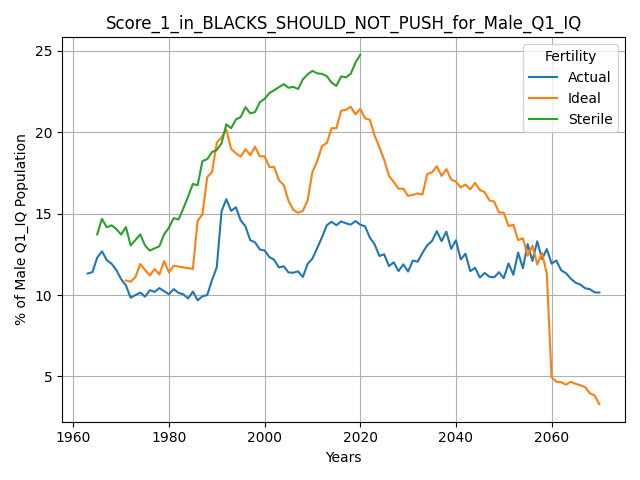 Score_1_in_BLACKS_SHOULD_NOT_PUSH_for_Male_Q1_IQ
Fertility
Actual
Ideal
Sterile
% of Male Q1_IQ Population
25
20
15
10
5
1960 1980 2000 2020 2040 2060
Years